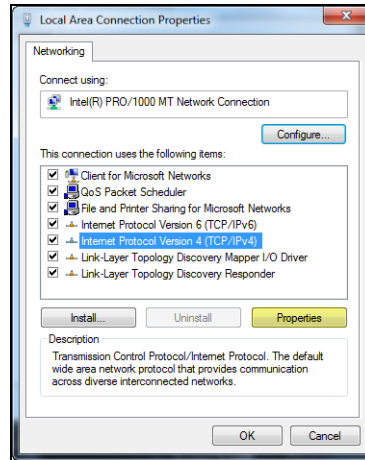 Local Area Connection Properties
Networking
Connect using:
Intel(R) PRO/1000 MT Network Connection
Configure...
This connection uses the following items:
Client for Microsoft Networks
QoS Packet Scheduler
File and Printer Sharing for Microsoft Networks
Internet Protocol Version 6 (TCP/IPv6)
Internet Protocol Version 4 (TCP/IPv4)
Link-Layer Topology Discovery Mapper I/O Driver
Link-Layer Topology Discovery Responder
Install... Uninstall Properties
Description
Transmission Control Protocol/Internet Protocol. The default
wide area network protocol that provides communication
across diverse interconnected networks.
OK Cancel